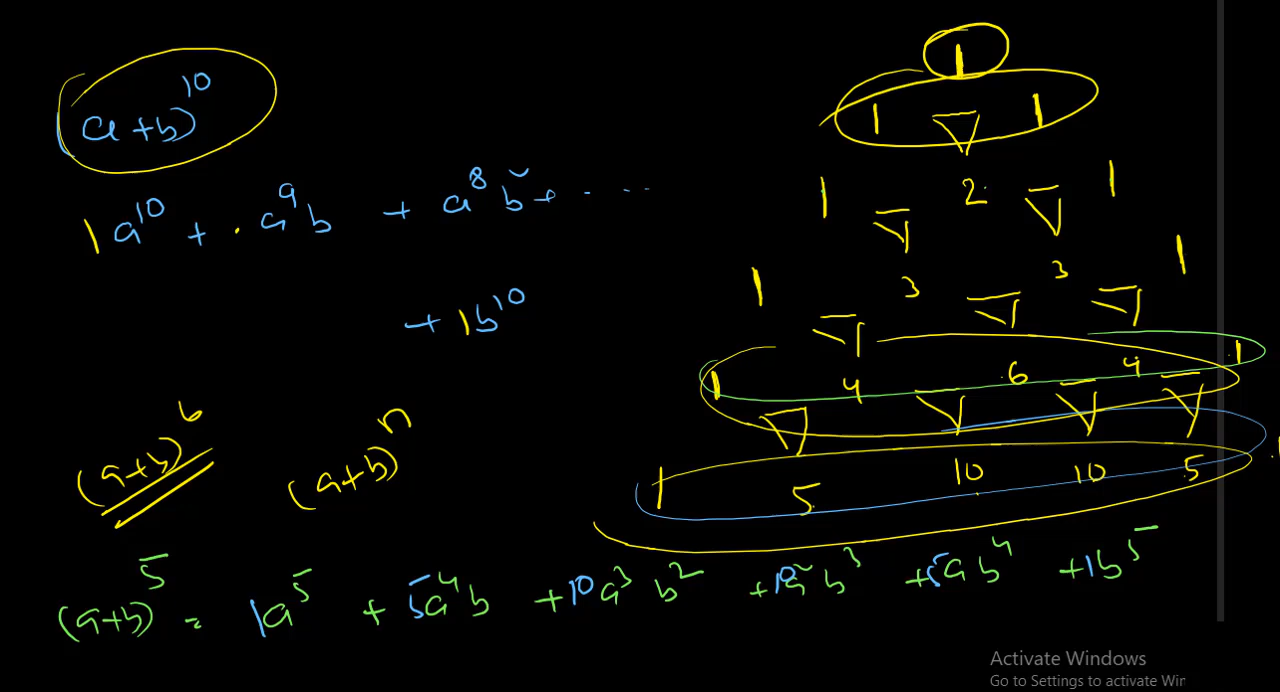 (a+b)^10
1a^10 + . a^9 b + a^8 b^2 + ......
+ 1b^10
1
1 1
1 2 1
1 3 3 1
1 4 6 4 1
1 5 10 10 5
(a+b)^6 (a+b)^n
(a+b)^5 = 1a^5 + 5a^4 b + 10a^3 b^2 + 10a^2 b^3 + 5ab^4 + 1b^5
Activate Windows
Go to Settings to activate Wir